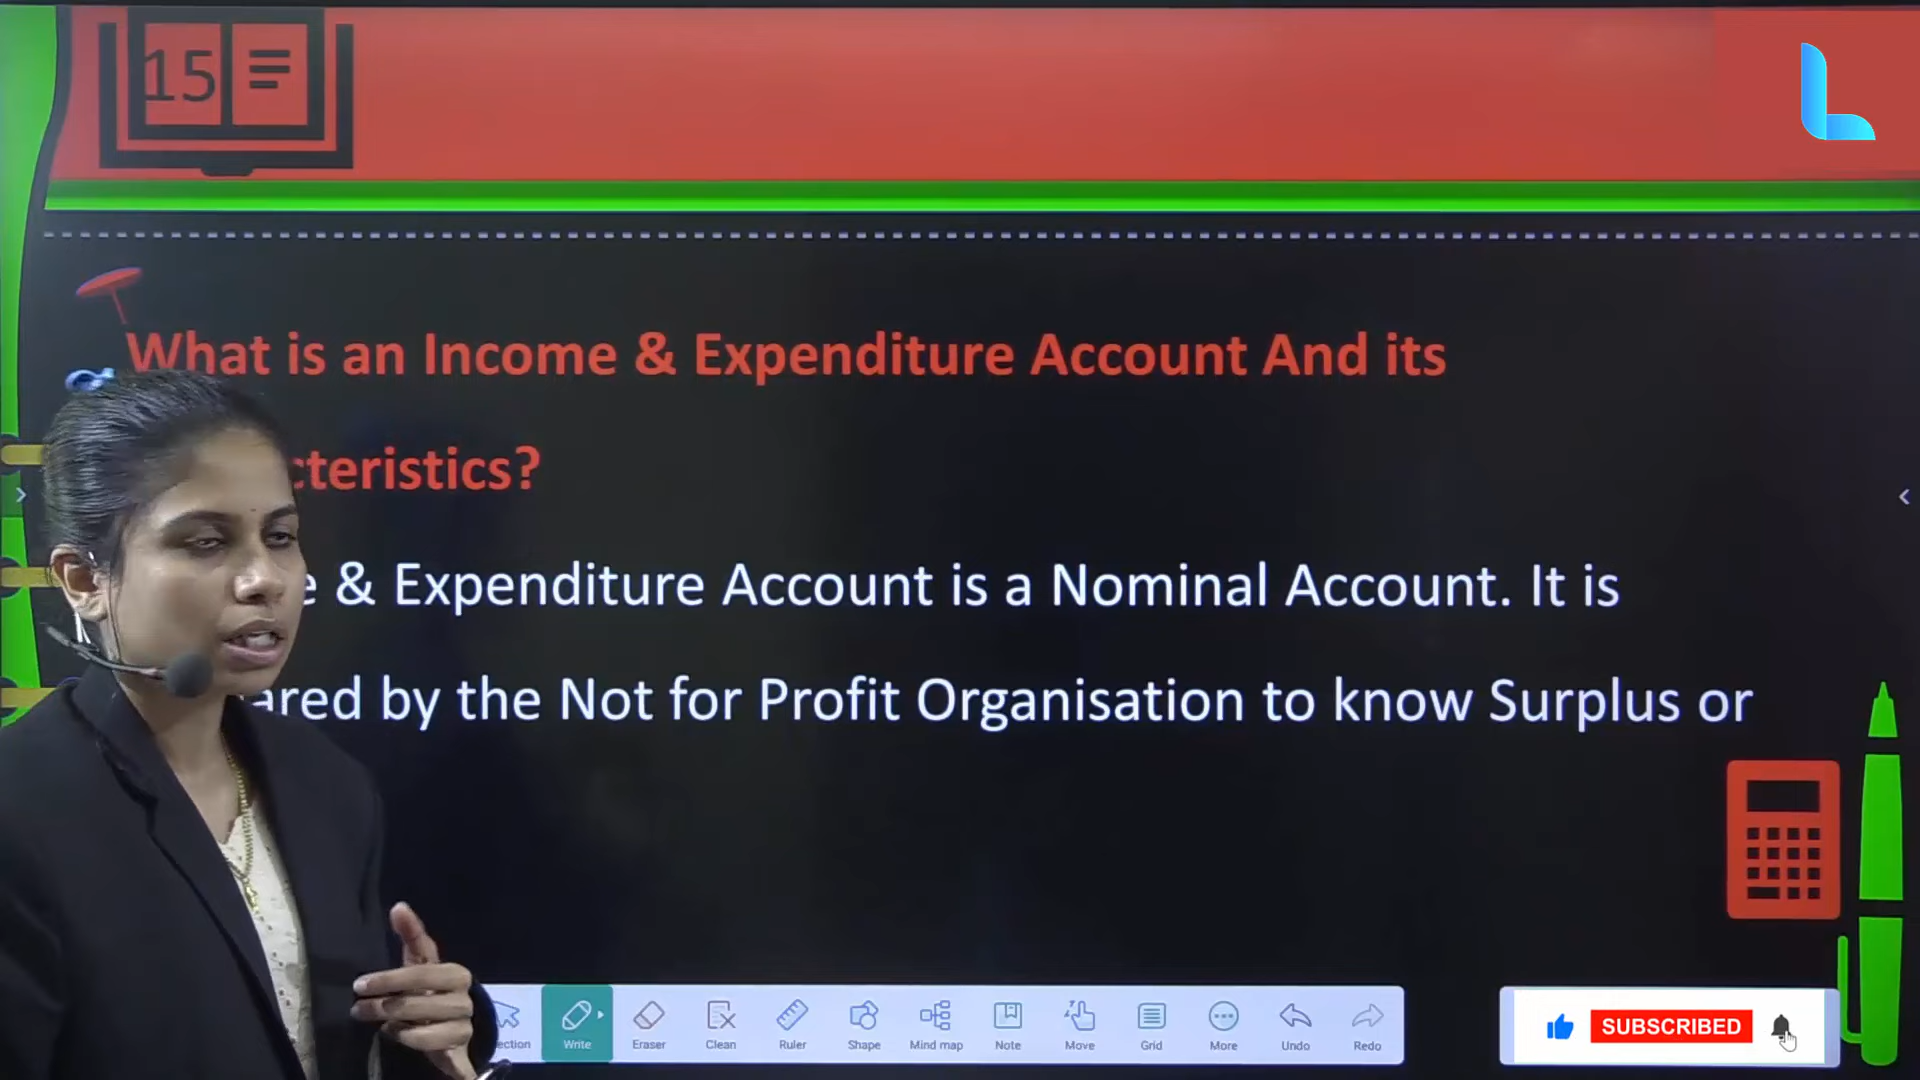 15
What is an Income & Expenditure Account And its
cteristics?
e & Expenditure Account is a Nominal Account. It is
ared by the Not for Profit Organisation to know Surplus or
ection Write Eraser Clean Ruler Shape Mind map Note Move Grid More Undo Redo
SUBSCRIBED